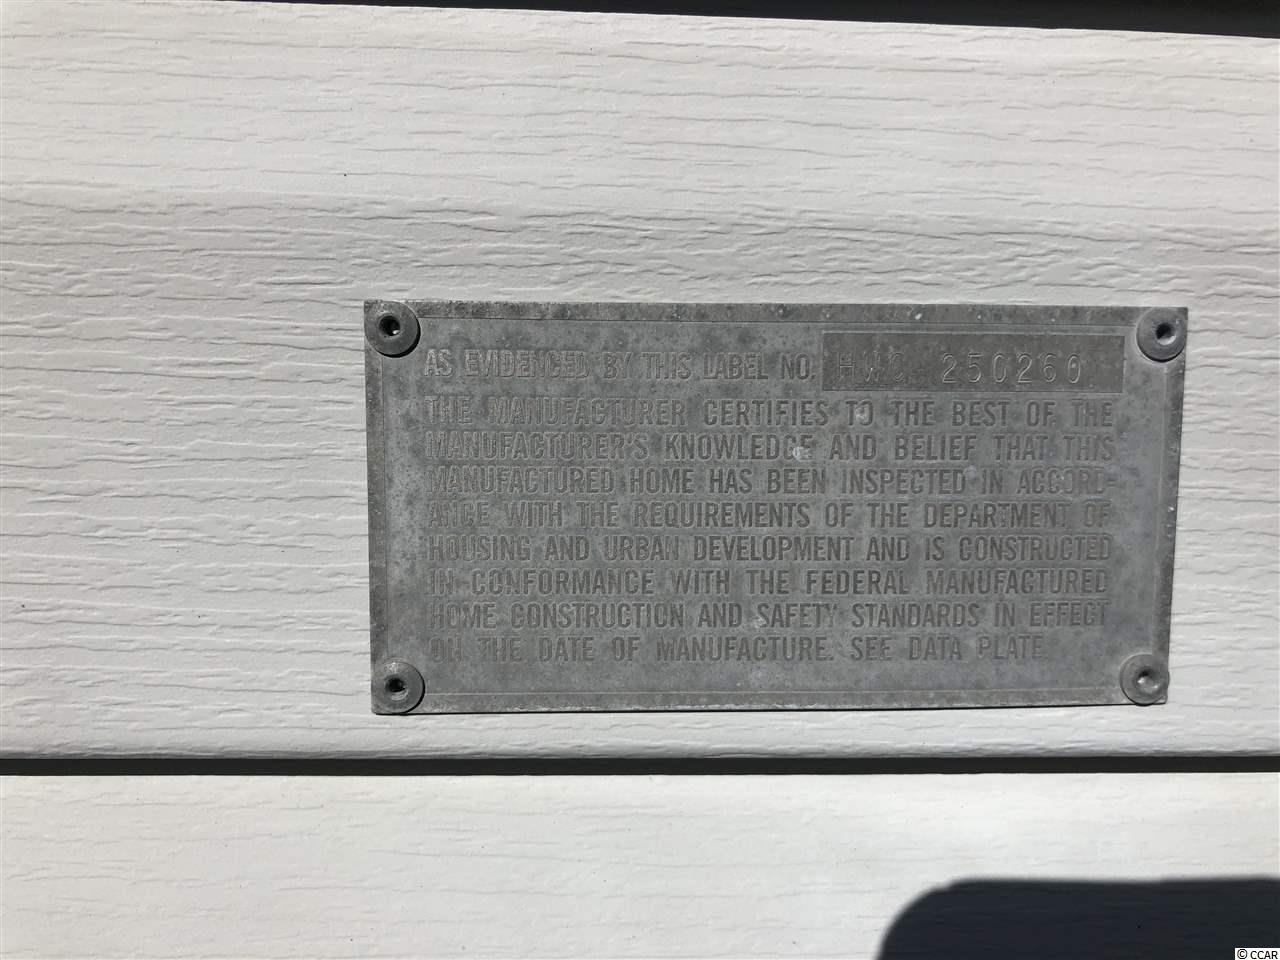 AS EVIDENCED BY THIS LABEL NO. HWC 250260
THE MANUFACTURER CERTIFIES TO THE BEST OF THE
MANUFACTURER'S KNOWLEDGE AND BELIEF THAT THIS
MANUFACTURED HOME HAS BEEN INSPECTED IN ACCORD-
ANCE WITH THE REQUIREMENTS OF THE DEPARTMENT OF
HOUSING AND URBAN DEVELOPMENT AND IS CONSTRUCTED
IN CONFORMANCE WITH THE FEDERAL MANUFACTURED
HOME CONSTRUCTION AND SAFETY STANDARDS IN EFFECT
ON THE DATE OF MANUFACTURE. SEE DATA PLATE
© CCAR